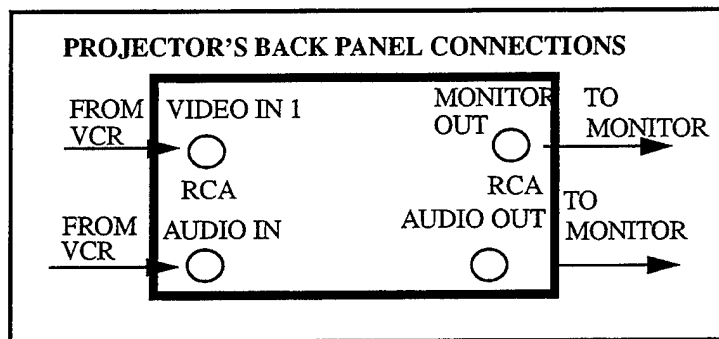 PROJECTOR'S BACK PANEL CONNECTIONS
FROM
VCR
VIDEO IN 1
RCA
MONITOR
OUT
RCA
TO
MONITOR
FROM
VCR
AUDIO IN
AUDIO OUT
TO
MONITOR